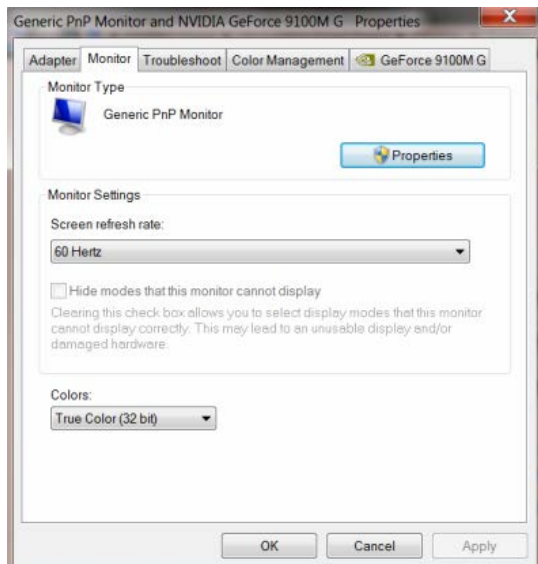 Generic PnP Monitor and NVIDIA GeForce 9100M G Properties
X
Adapter Monitor Troubleshoot Color Management GeForce 9100M G
Monitor Type
Generic PnP Monitor
Properties
Monitor Settings
Screen refresh rate:
60 Hertz
Hide modes that this monitor cannot display
Clearing this check box allows you to select display modes that this monitor
cannot display correctly. This may lead to an unusable display and/or
damaged hardware.
Colors:
True Color (32 bit)
OK Cancel Apply